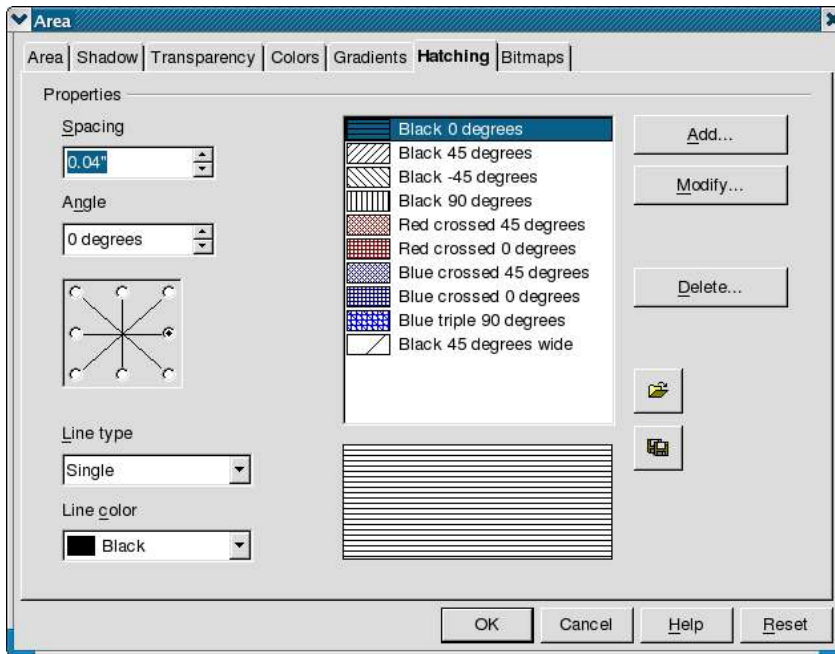 Area
Area Shadow Transparency Colors Gradients Hatching Bitmaps
Properties
Spacing
0.04"
Angle
0 degrees
Line type
Single
Line color
Black
Black 0 degrees
Black 45 degrees
Black -45 degrees
Black 90 degrees
Red crossed 45 degrees
Red crossed 0 degrees
Blue crossed 45 degrees
Blue crossed 0 degrees
Blue triple 90 degrees
Black 45 degrees wide
Add...
Modify...
Delete...
OK Cancel Help Reset